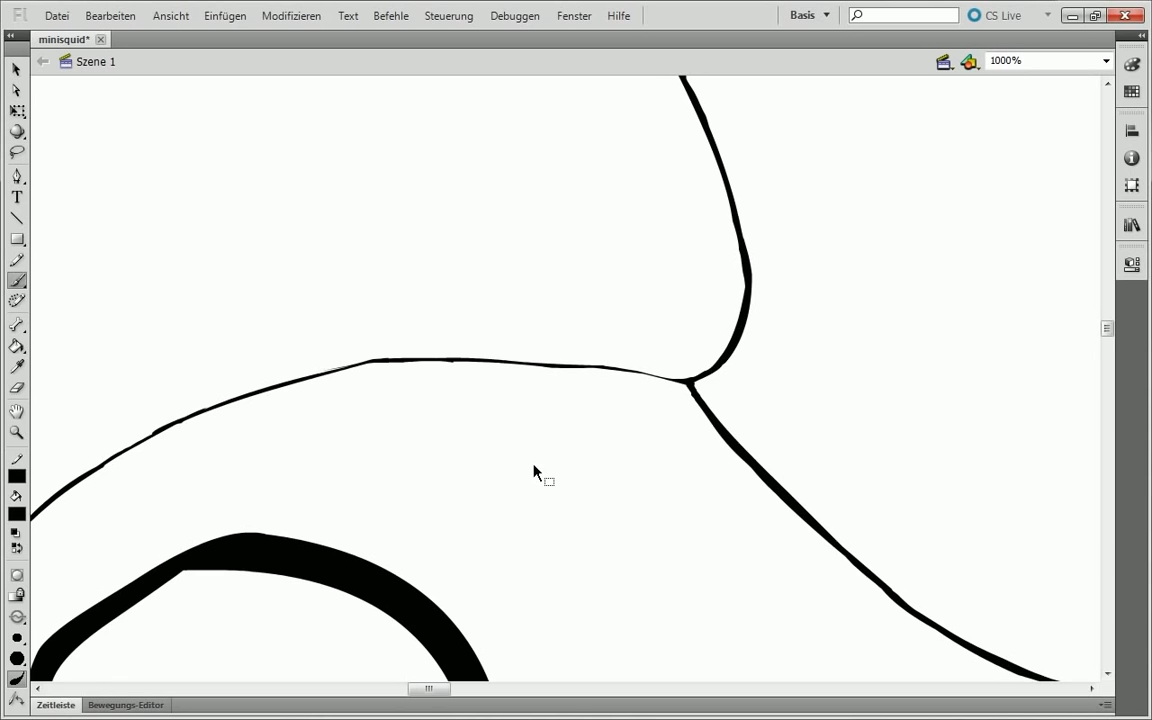 Fl Datei Bearbeiten Ansicht Einfügen Modifizieren Text Befehle Steuerung Debuggen Fenster Hilfe Basis CS Live
minisquid*
Szene 1 1000%
T
Zeitleiste Bewegungs-Editor